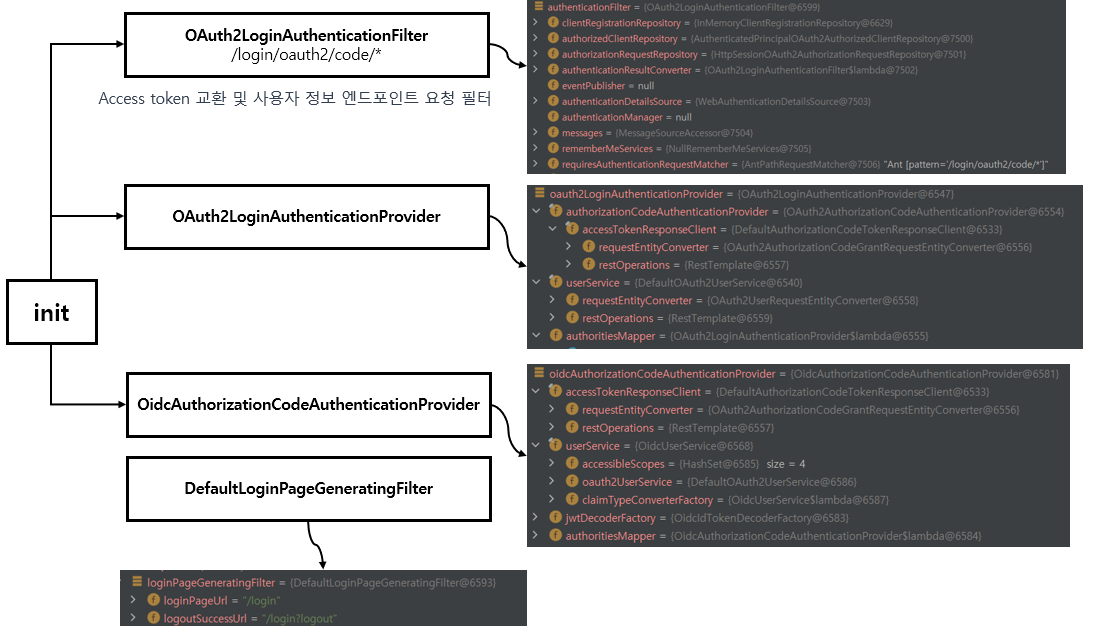 OAuth2LoginAuthenticationFilter
/login/oauth2/code/*
Access token 교환 및 사용자 정보 엔드포인트 요청 필터
authenticationFilter = {OAuth2LoginAuthenticationFilter@6599}
clientRegistrationRepository = {InMemoryClientRegistrationRepository@6629}
authorizedClientRepository = {AuthenticatedPrincipalOAuth2AuthorizedClientRepository@7500}
authorizationRequestRepository = {HttpSessionOAuth2AuthorizationRequestRepository@7501}
authenticationResultConverter = {OAuth2LoginAuthenticationFilter$lambda@7502}
eventPublisher = null
authenticationDetailsSource = {WebAuthenticationDetailsSource@7503}
authenticationManager = null
messages = {MessageSourceAccessor@7504}
rememberMeServices = {NullRememberMeServices@7505}
requiresAuthenticationRequestMatcher = {AntPathRequestMatcher@7506} "Ant [pattern='/login/oauth2/code/*']"
OAuth2LoginAuthenticationProvider
oauth2LoginAuthenticationProvider = {OAuth2LoginAuthenticationProvider@6547}
authorizationCodeAuthenticationProvider = {OAuth2AuthorizationCodeAuthenticationProvider@6554}
accessTokenResponseClient = {DefaultAuthorizationCodeTokenResponseClient@6533}
requestEntityConverter = {OAuth2AuthorizationCodeGrantRequestEntityConverter@6556}
restOperations = {RestTemplate@6557}
userService = {DefaultOAuth2UserService@6540}
requestEntityConverter = {OAuth2UserRequestEntityConverter@6558}
restOperations = {RestTemplate@6559}
authoritiesMapper = {OAuth2LoginAuthenticationProvider$lambda@6555}
init
OidcAuthorizationCodeAuthenticationProvider
oidcAuthorizationCodeAuthenticationProvider = {OidcAuthorizationCodeAuthenticationProvider@6581}
accessTokenResponseClient = {DefaultAuthorizationCodeTokenResponseClient@6533}
requestEntityConverter = {OAuth2AuthorizationCodeGrantRequestEntityConverter@6556}
restOperations = {RestTemplate@6557}
userService = {OidcUserService@6568}
accessibleScopes = {HashSet@6585} size = 4
oauth2UserService = {DefaultOAuth2UserService@6586}
claimTypeConverterFactory = {OidcUserService$lambda@6587}
jwtDecoderFactory = {OidcIdTokenDecoderFactory@6583}
authoritiesMapper = {OidcAuthorizationCodeAuthenticationProvider$lambda@6584}
DefaultLoginPageGeneratingFilter
loginPageGeneratingFilter = {DefaultLoginPageGeneratingFilter@6593}
loginPageUrl = "/login"
logoutSuccessUrl = "/login?logout"